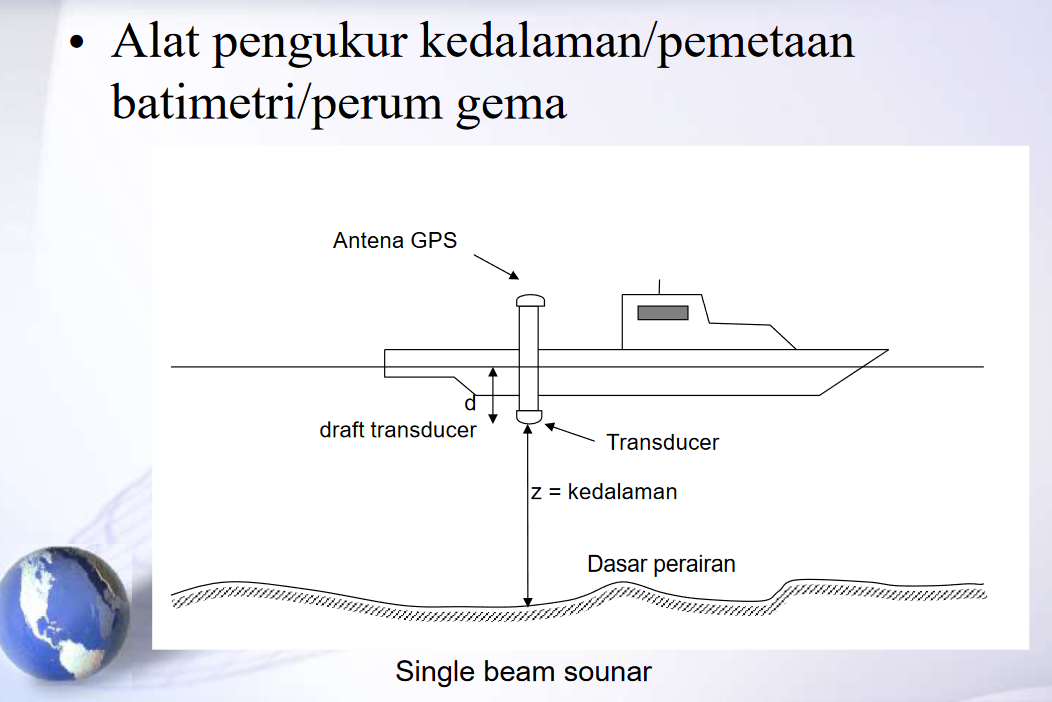 • Alat pengukur kedalaman/pemetaan
batimetri/perum gema
Antena GPS
d
draft transducer
Transducer
z = kedalaman
Dasar perairan
Single beam sounar